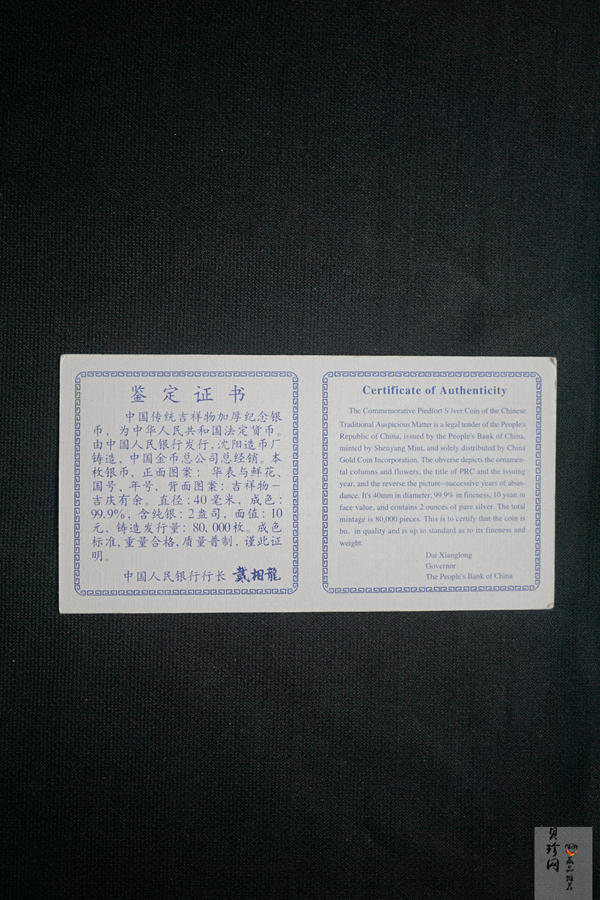 鉴定证书
中国传统吉祥物加厚纪念银
币，为中华人民共和国法定货币。
由中国人民银行发行，沈阳造币厂
铸造，中国金币总公司总经销。本
枚银币，正面图案：华表与鲜花、
国号、年号，背面图案：吉祥物—
吉庆有余。直径：40毫米，成色：
99.9%，含纯银：2盎司，面值：10
元，铸造发行量：80,000枚。成色
标准，重量合格，质量普制，谨此证
明。
中国人民银行行长 戴相龍
Certificate of Authenticity
The Commemorative Piedfort Silver Coin of the Chinese
Traditional Auspicious Matter is a legal tender of the People's
Republic of China, issued by the People's Bank of China,
minted by Shenyang Mint, and solely distributed by China
Gold Coin Incorporation. The obverse depicts the ornamen-
tal columns and flowers, the title of PRC and the issuing
year, and the reverse the picture--successive years of abun-
dance. It's 40mm in diameter, 99.9% in fineness, 10 yuan in
face value, and contains 2 ounces of pure silver. The total
mintage is 80,000 pieces. This is to certify that the coin is
bu. in quality and is up to standard as to its fineness and
weight.
Dai Xianglong
Governor
The People's Bank of China
贝珍网
藏品推荐